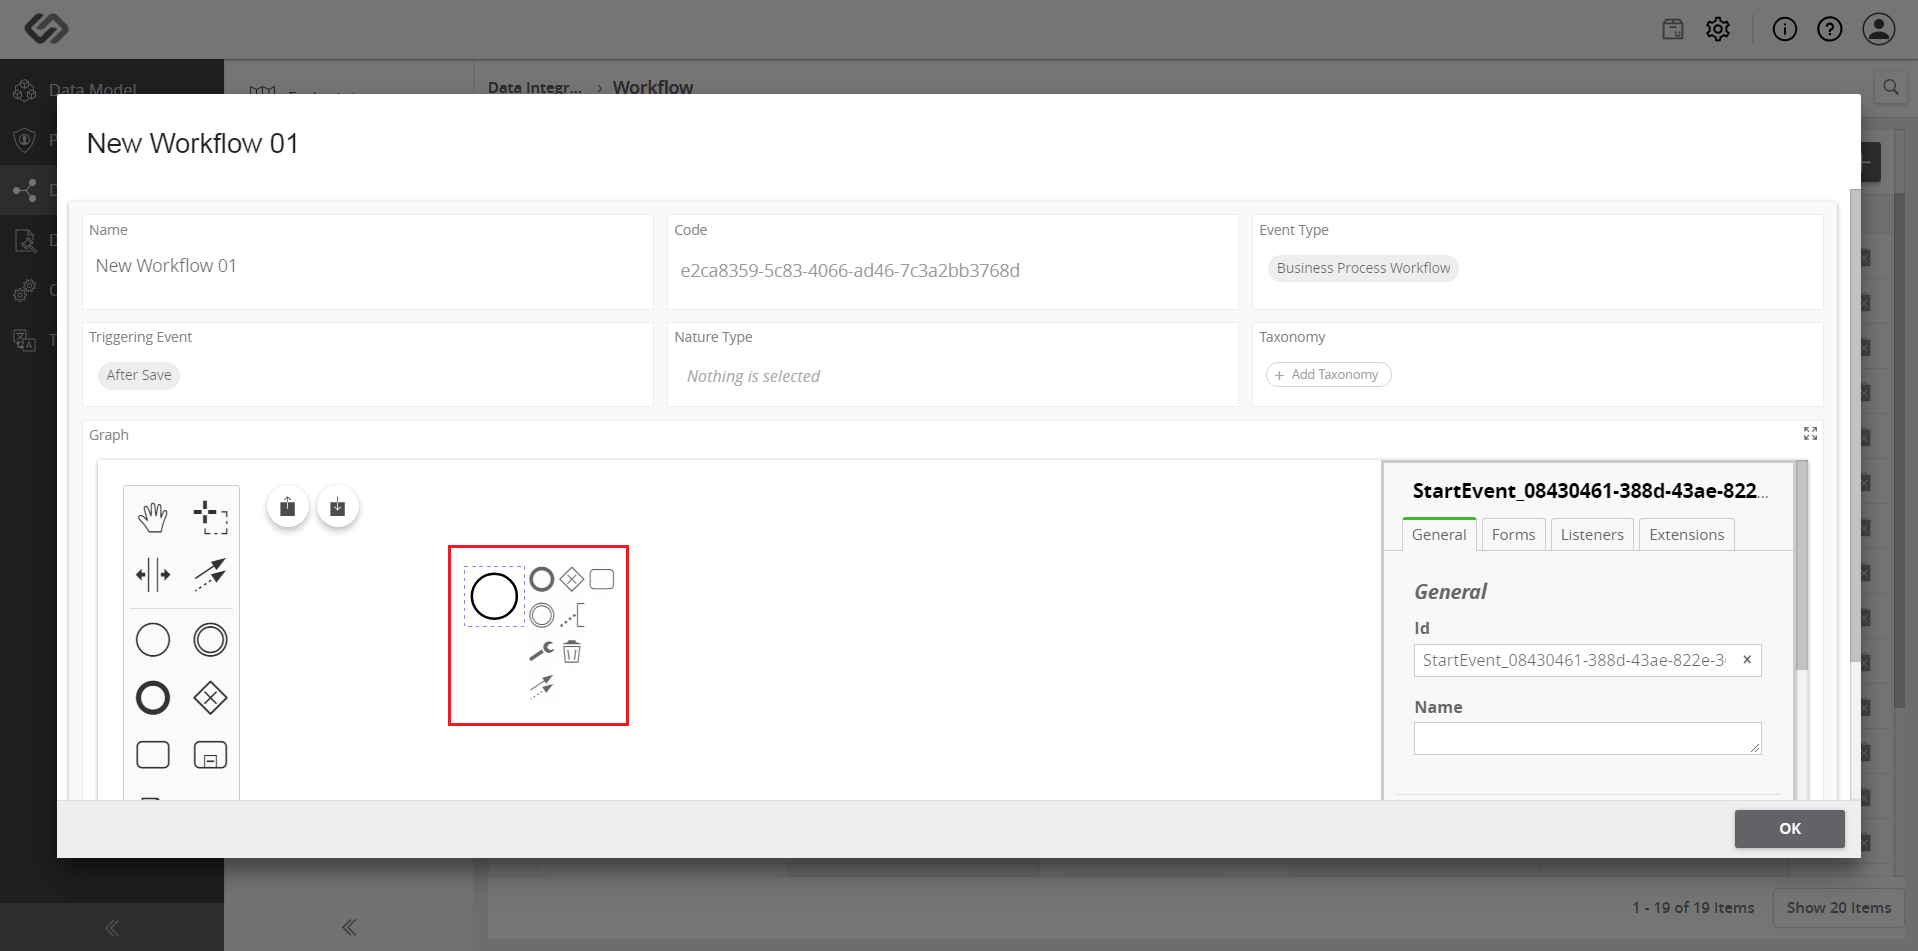 Data Model
Data Integr... › Workflow
New Workflow 01
Name
New Workflow 01
Code
e2ca8359-5c83-4066-ad46-7c3a2bb3768d
Event Type
Business Process Workflow
Triggering Event
After Save
Nature Type
Nothing is selected
Taxonomy
+ Add Taxonomy
Graph
StartEvent_08430461-388d-43ae-822...
General Forms Listeners Extensions
General
Id
StartEvent_08430461-388d-43ae-822e-3
Name
OK
1 - 19 of 19 Items
Show 20 Items